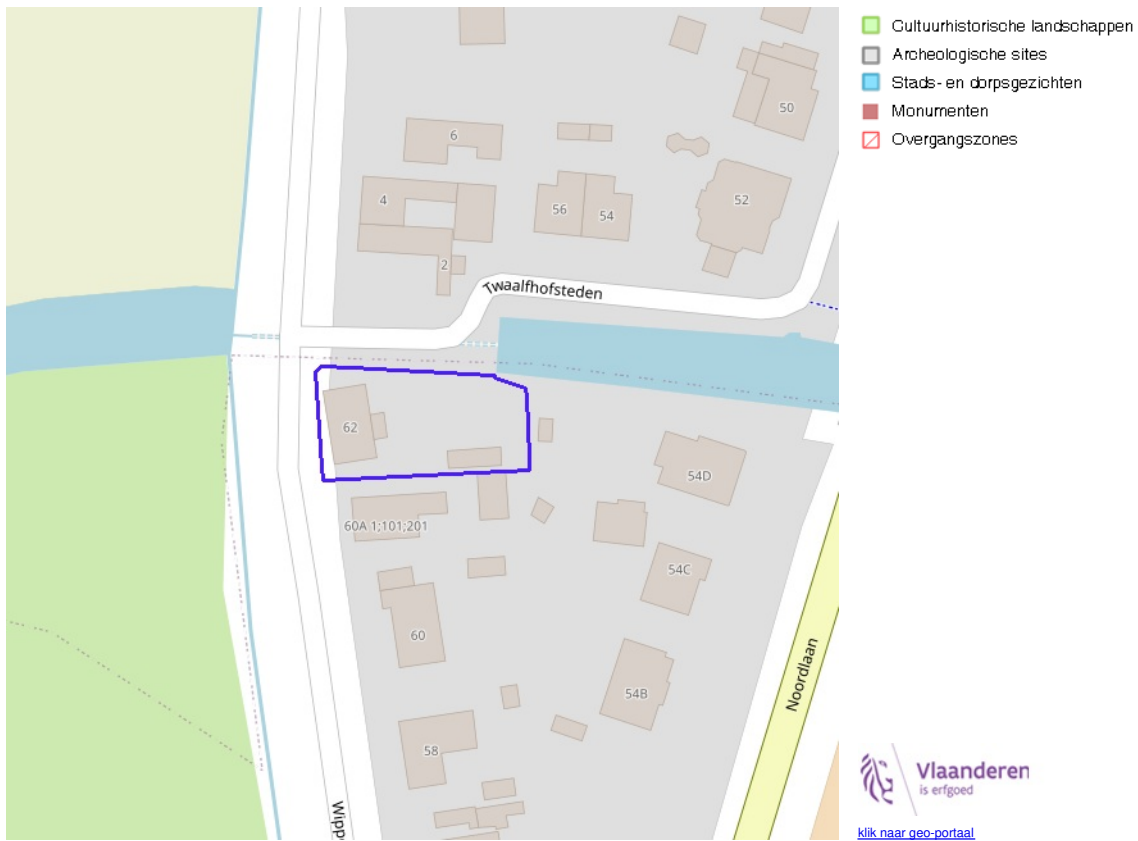 Cultuurhistorische landschappen
Archeologische sites
Stads- en dorpsgezichten
Monumenten
Overgangszones
50
6
4
56
54
52
2
Twaalfhofsteden
62
54D
60A 1;101;201
54C
60
54B
Noordlaan
58
Wipp
Vlaanderen
is erfgoed
klik naar geo-portaal